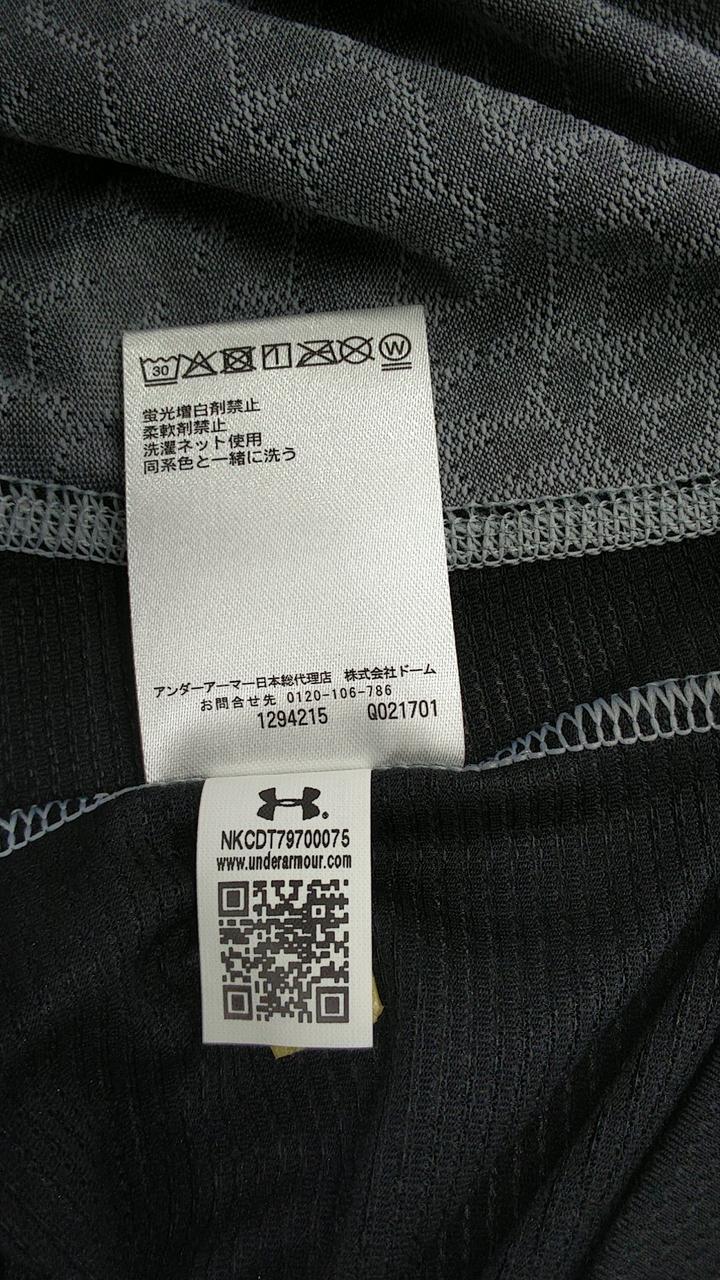 30 W
蛍光増白剤禁止
柔軟剤禁止
洗濯ネット使用
同系色と一緒に洗う
アンダーアーマー日本総代理店 株式会社ドーム
お問合せ先 0120-106-786
1294215 Q021701
NKCDT79700075
www.underarmour.com